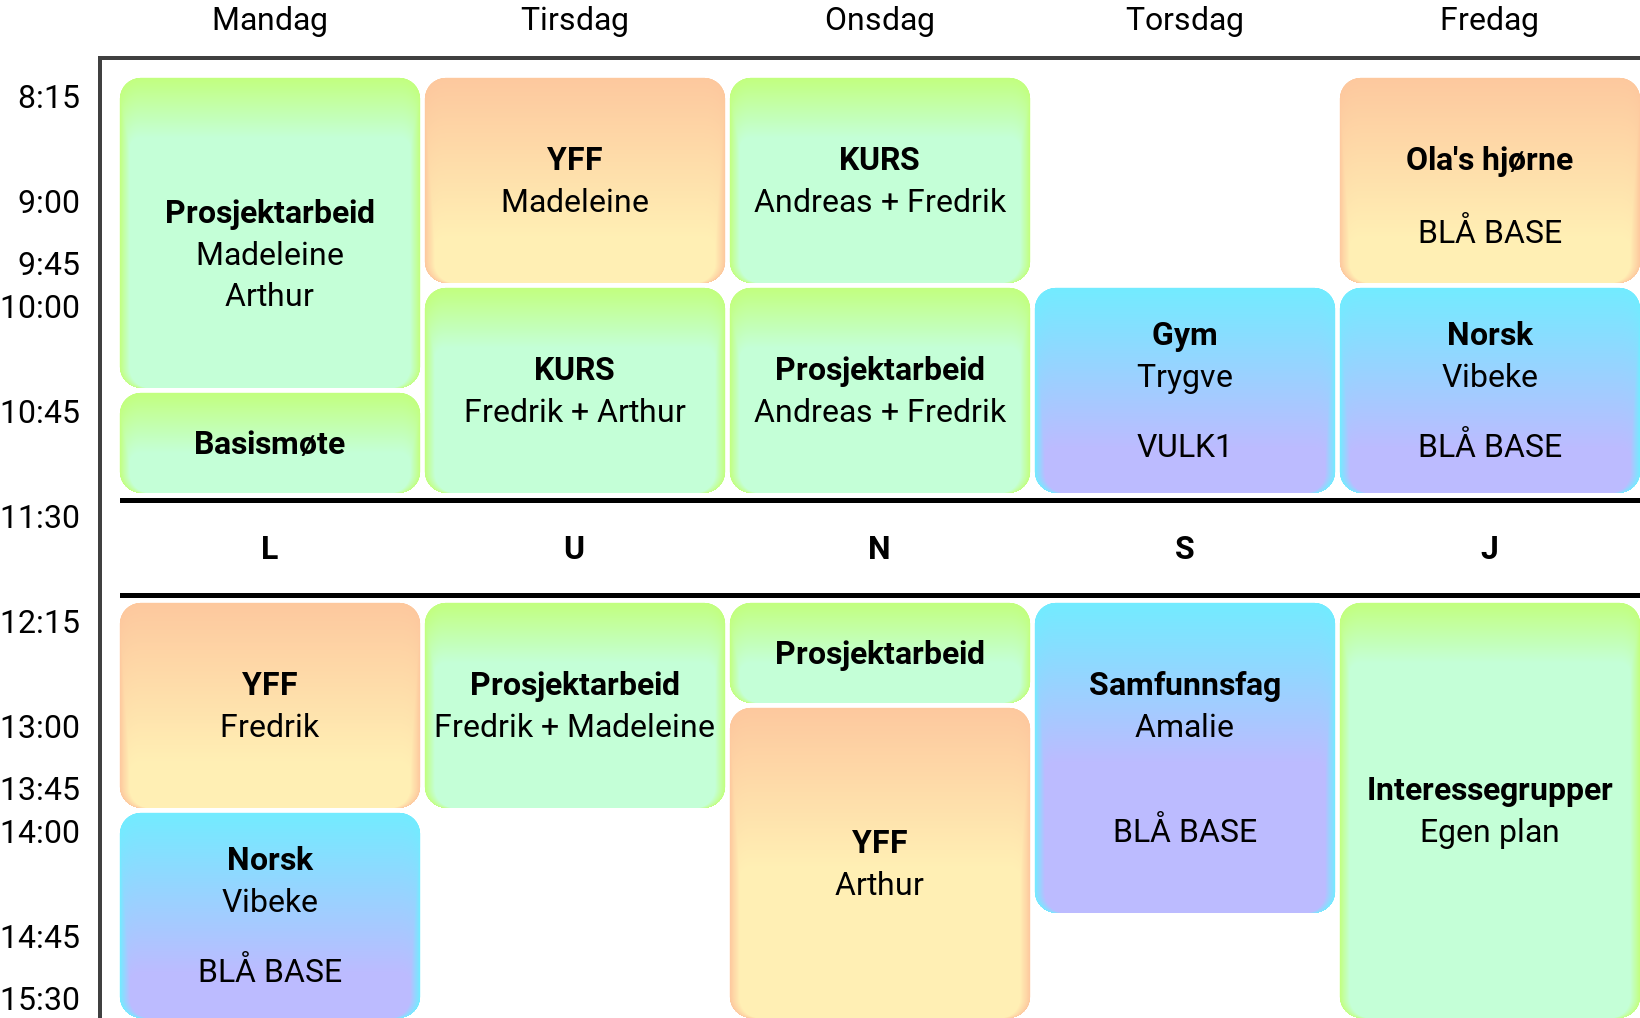 Mandag Tirsdag Onsdag Torsdag Fredag
8:15
9:00
9:45
10:00
10:45
11:30
12:15
13:00
13:45
14:00
14:45
15:30
Prosjektarbeid
Madeleine
Arthur
Basismøte
YFF
Madeleine
KURS
Fredrik + Arthur
KURS
Andreas + Fredrik
Prosjektarbeid
Andreas + Fredrik
Gym
Trygve
VULK1
Ola's hjørne
BLÅ BASE
Norsk
Vibeke
BLÅ BASE
L U N S J
YFF
Fredrik
Norsk
Vibeke
BLÅ BASE
Prosjektarbeid
Fredrik + Madeleine
Prosjektarbeid
YFF
Arthur
Samfunnsfag
Amalie
BLÅ BASE
Interessegrupper
Egen plan